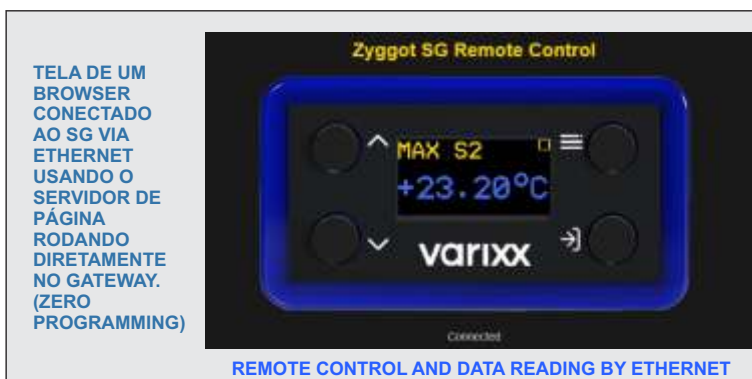 TELA DE UM
BROWSER
CONECTADO
AO SG VIA
ETHERNET
USANDO O
SERVIDOR DE
PÁGINA
RODANDO
DIRETAMENTE
NO GATEWAY.
(ZERO
PROGRAMMING)
Zyggot SG Remote Control
MAX S2
+23.20°C
varixx
Connected
REMOTE CONTROL AND DATA READING BY ETHERNET